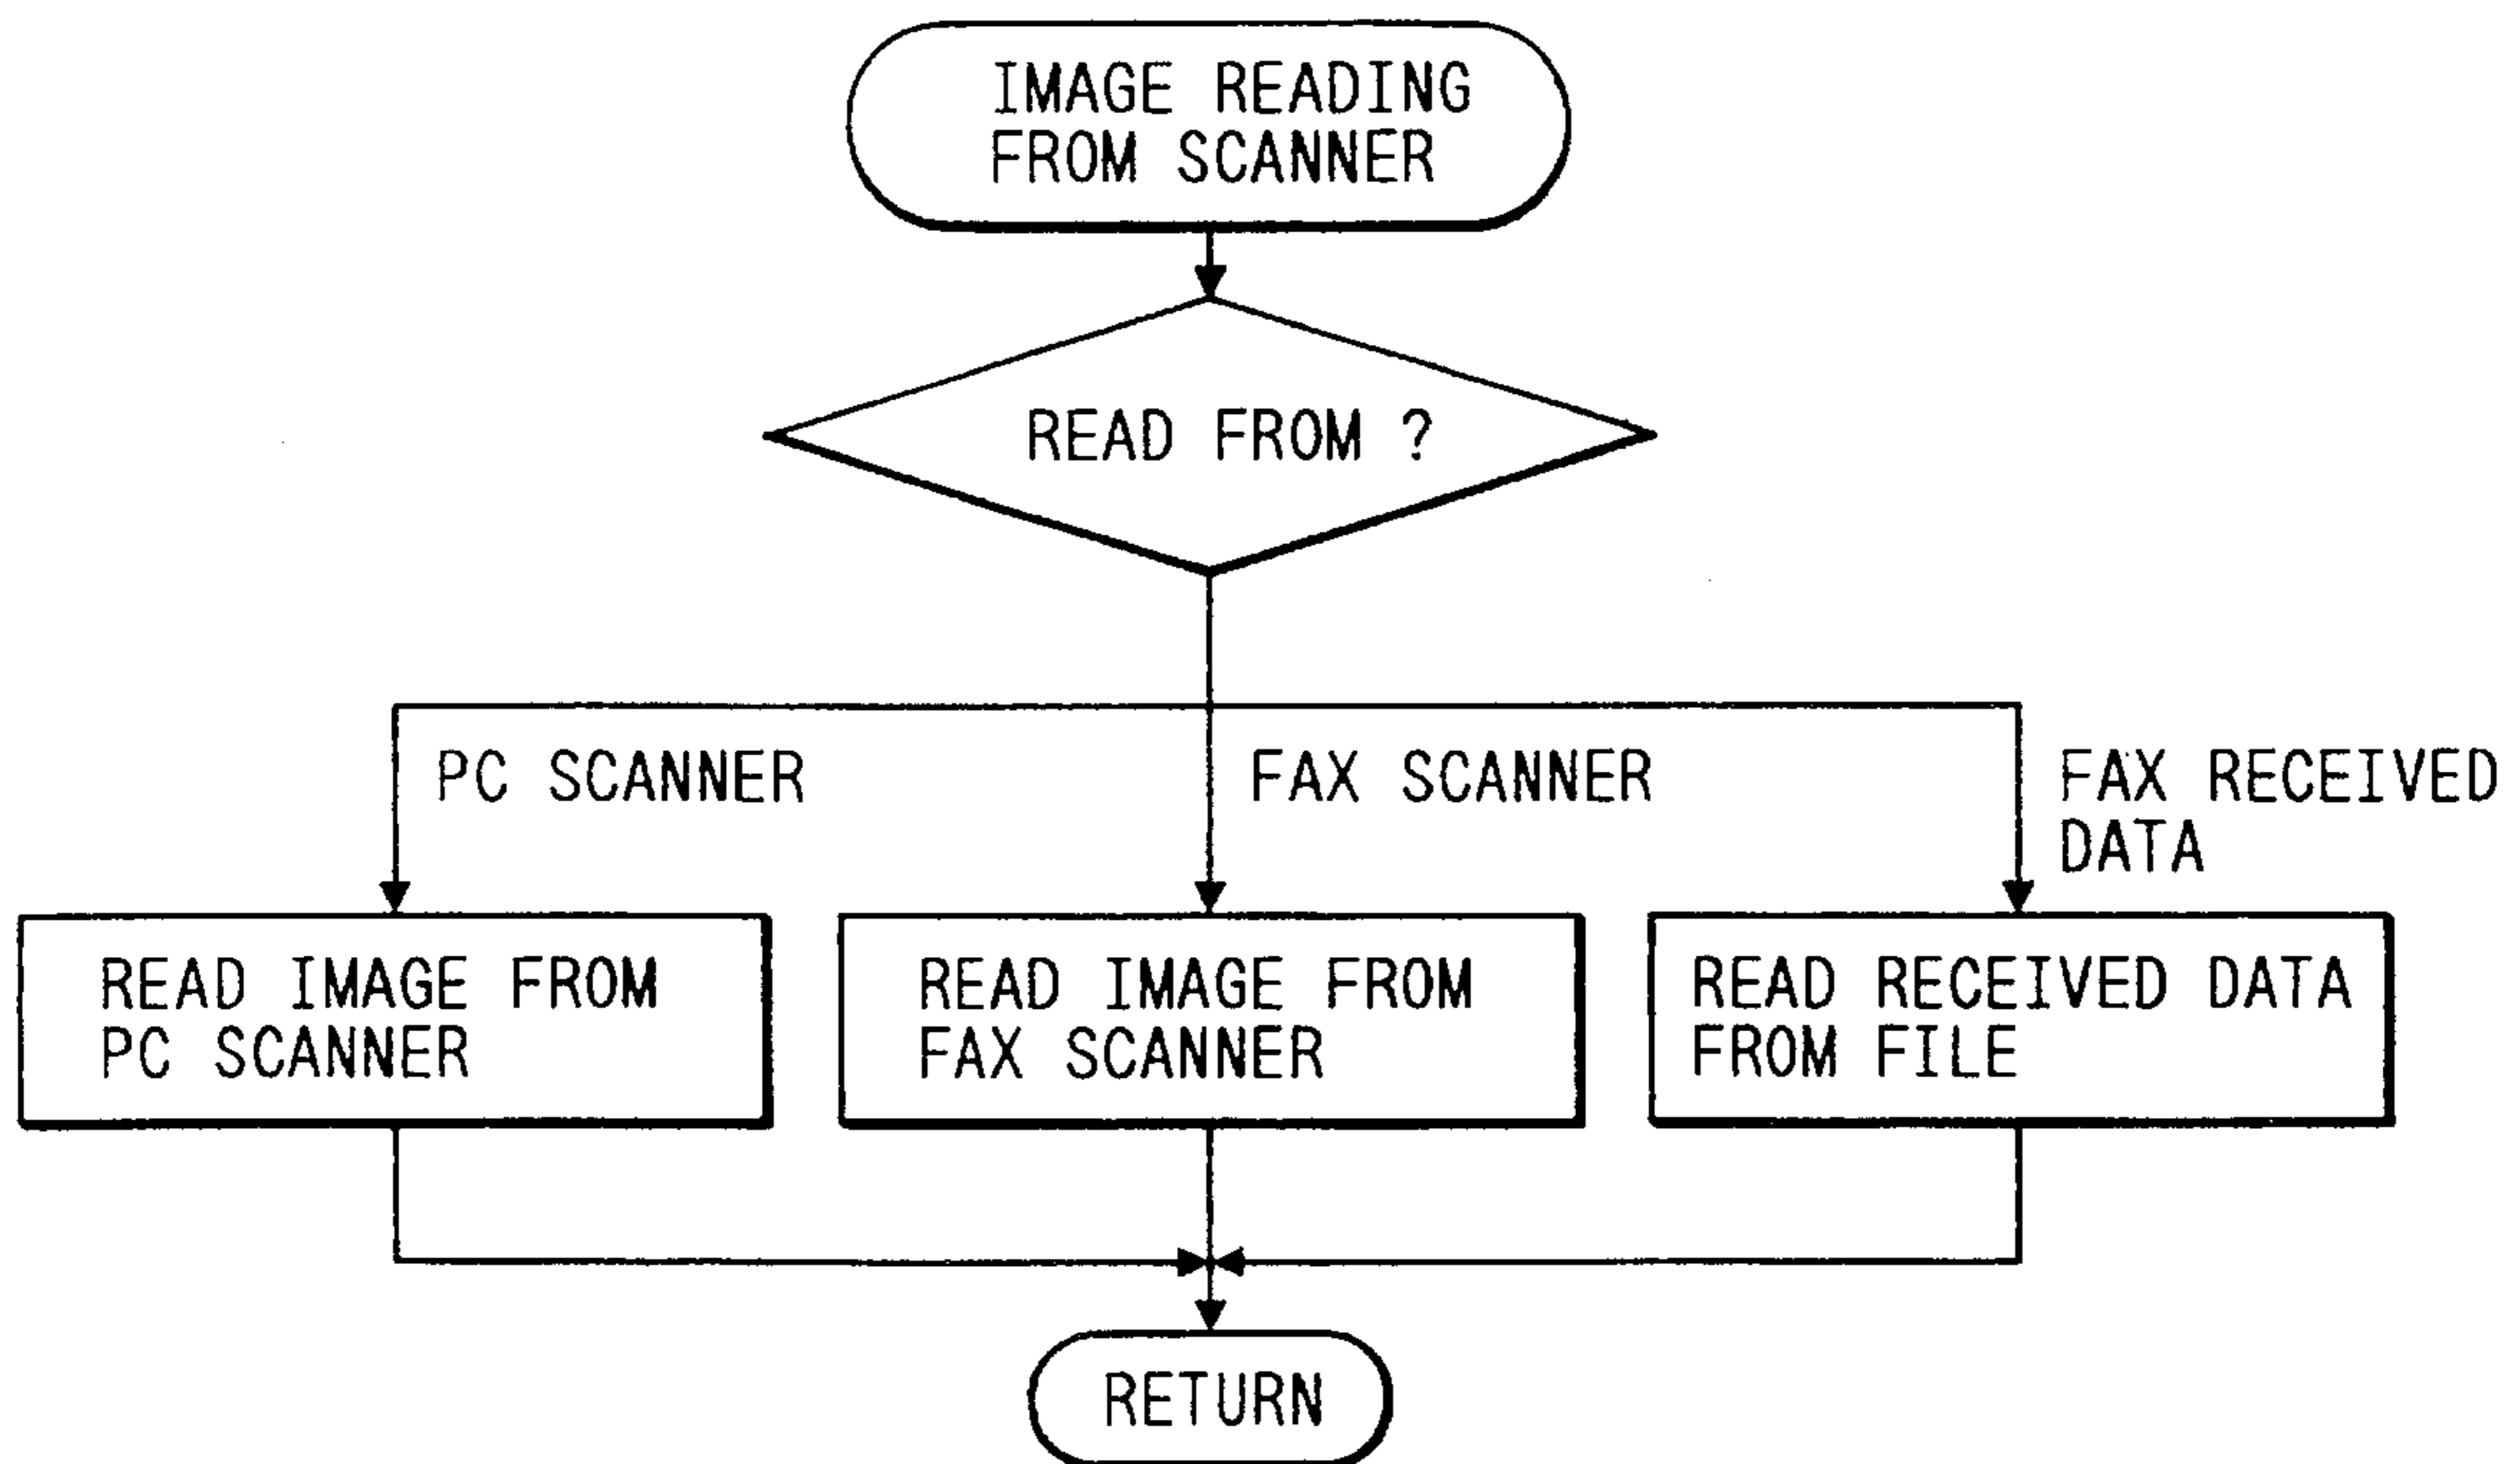 IMAGE READING
FROM SCANNER
READ FROM ?
PC SCANNER
FAX SCANNER
FAX RECEIVED
DATA
READ IMAGE FROM
PC SCANNER
READ IMAGE FROM
FAX SCANNER
READ RECEIVED DATA
FROM FILE
RETURN